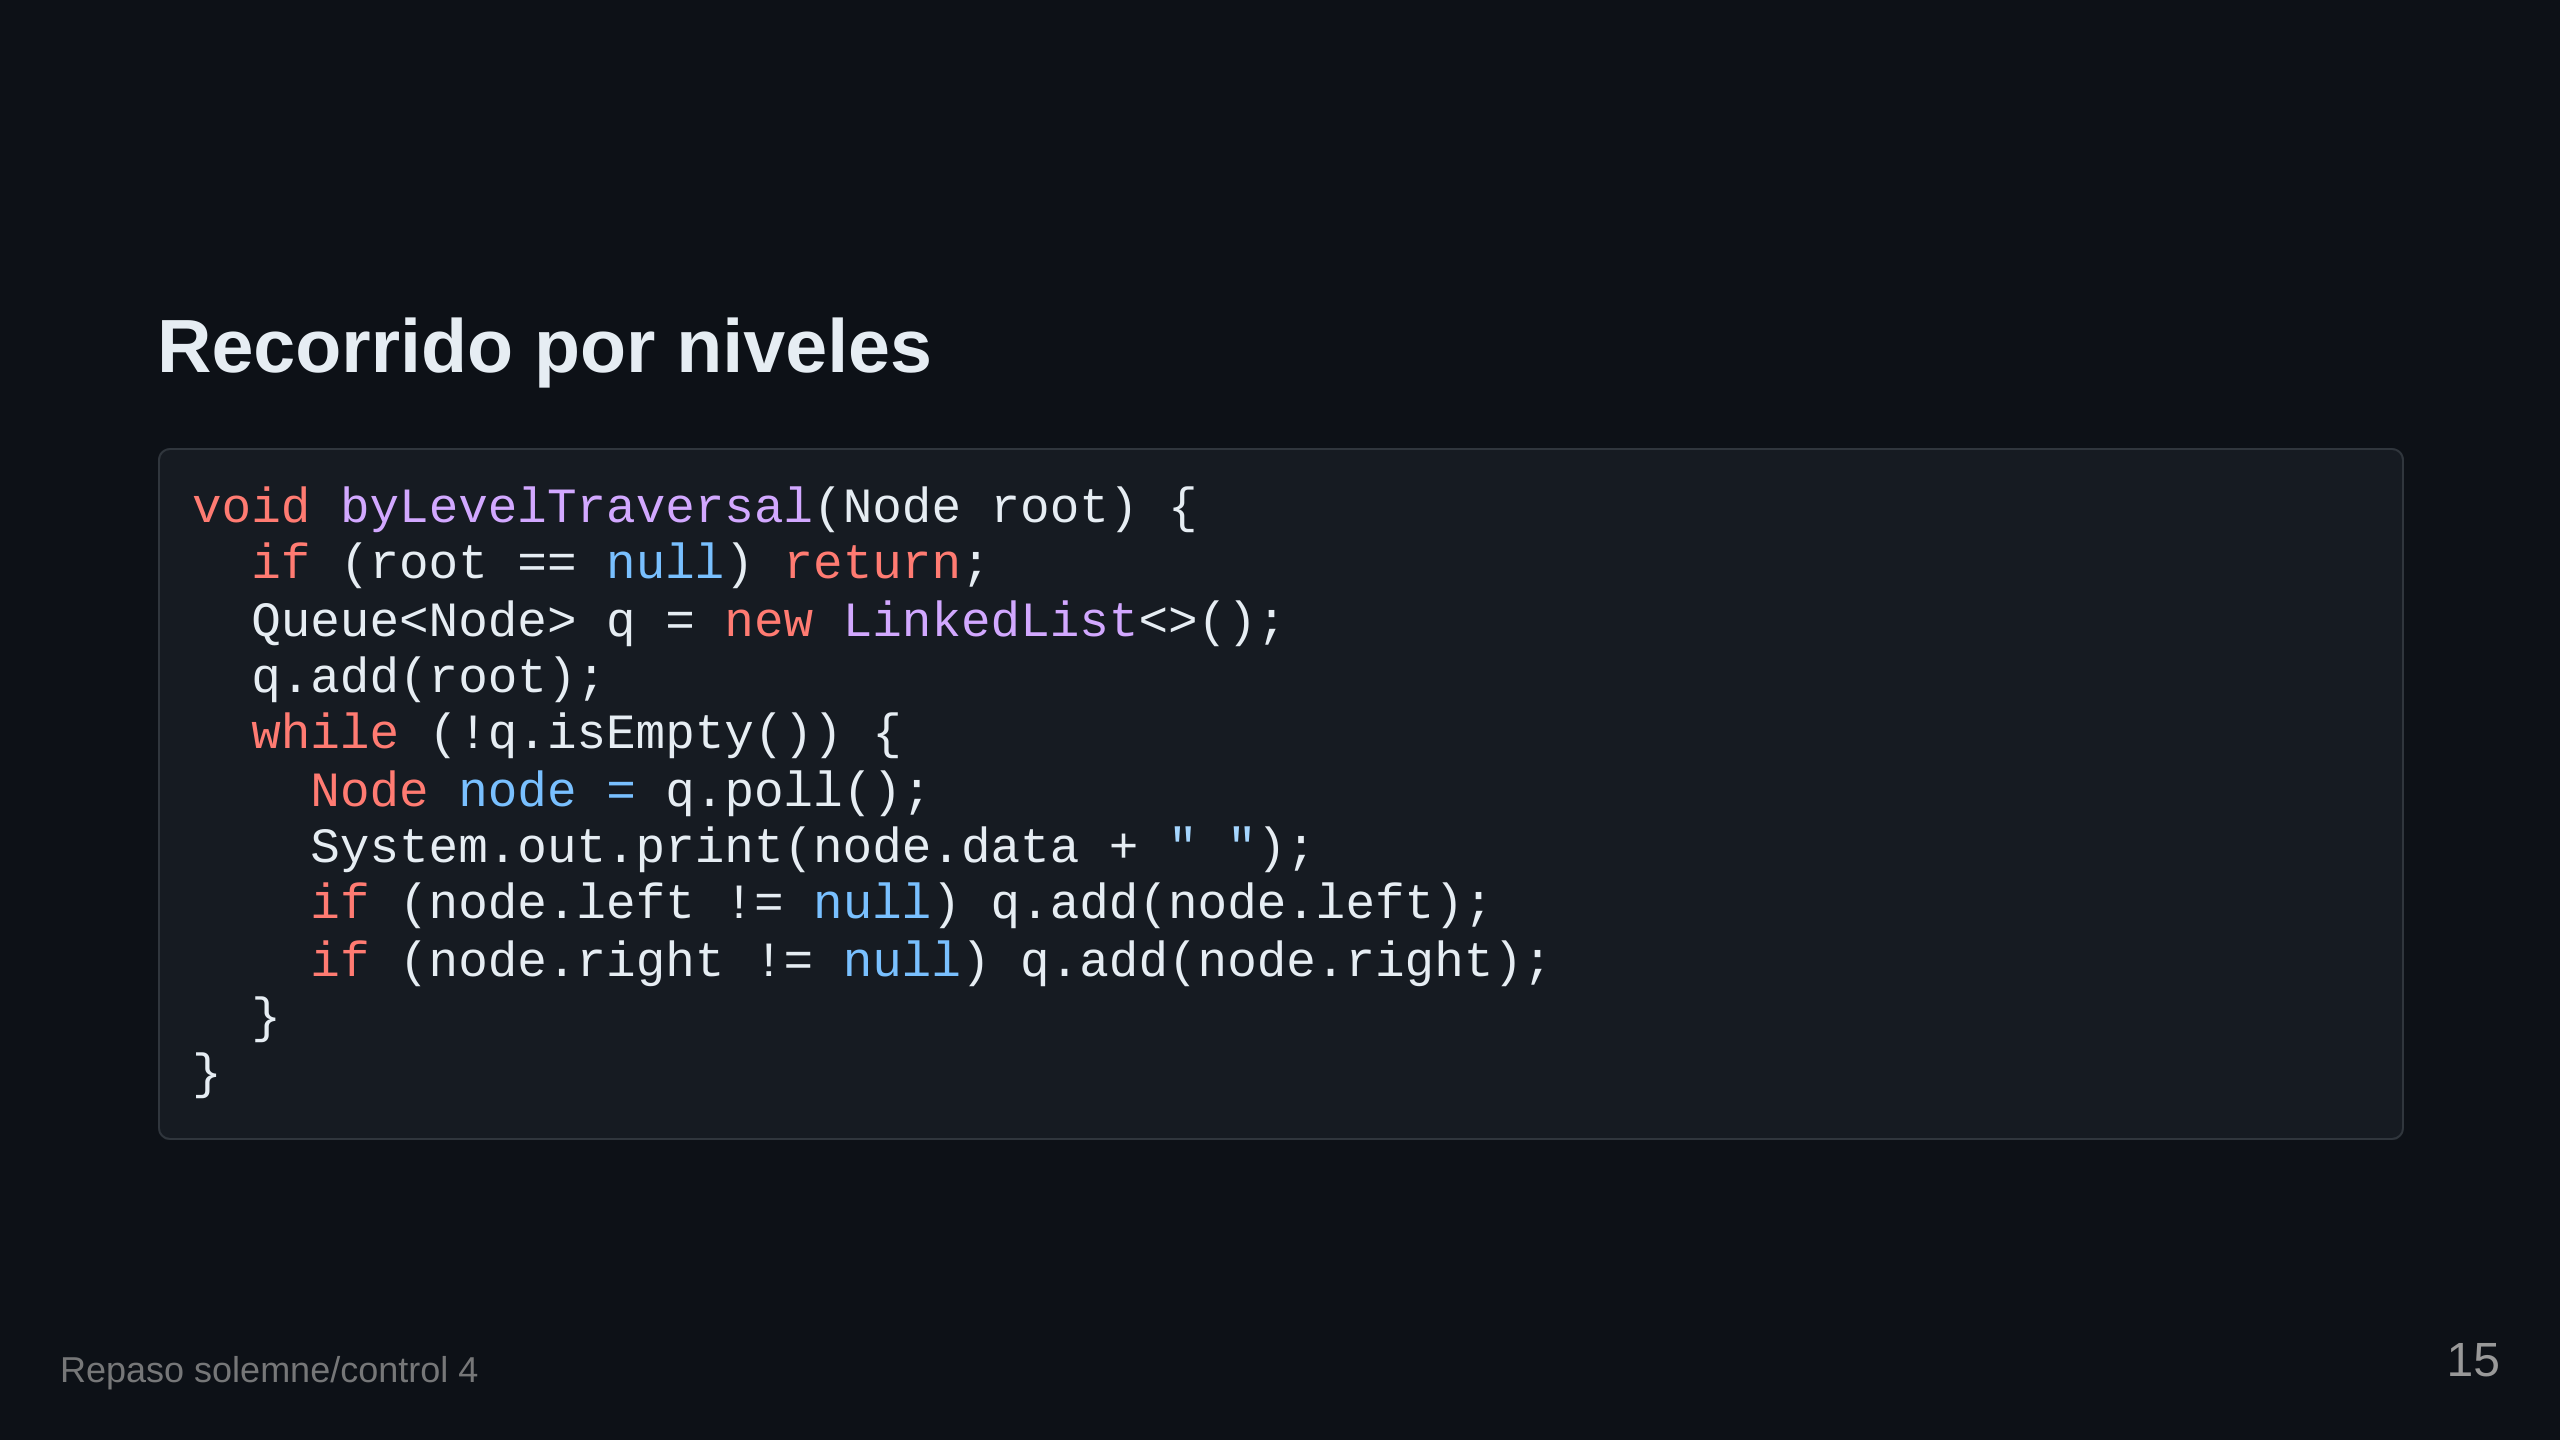 Recorrido por niveles
void byLevelTraversal(Node root) {
  if (root == null) return;
  Queue<Node> q = new LinkedList<>();
  q.add(root);
  while (!q.isEmpty()) {
    Node node = q.poll();
    System.out.print(node.data + " ");
    if (node.left != null) q.add(node.left);
    if (node.right != null) q.add(node.right);
  }
}
Repaso solemne/control 4
15